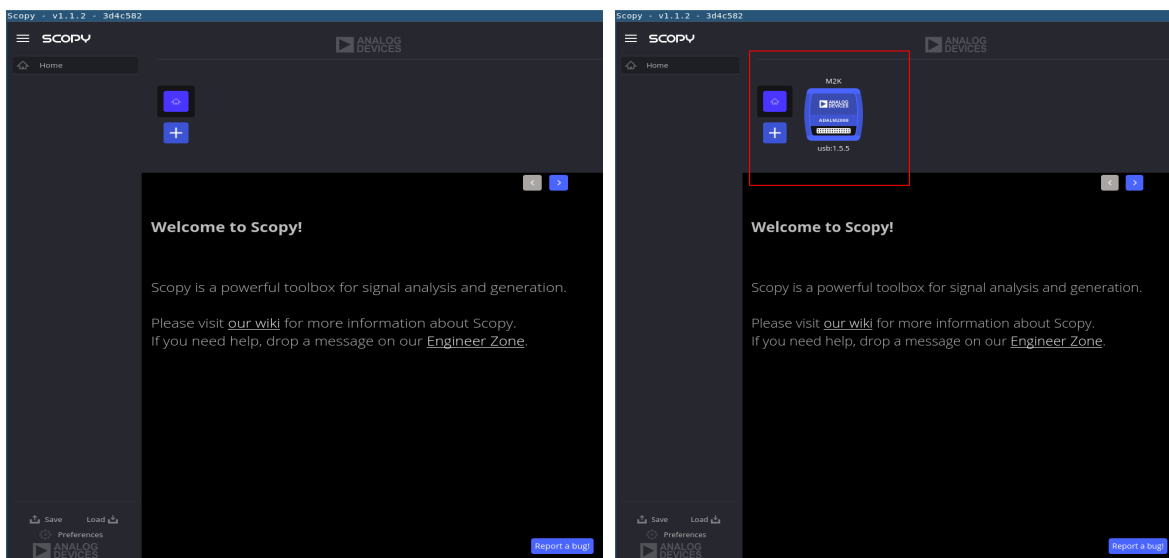 Scopy - v1.1.2 - 3d4c582
SCOPY
ANALOG
DEVICES
Home
Welcome to Scopy!
Scopy is a powerful toolbox for signal analysis and generation.
Please visit our wiki for more information about Scopy.
If you need help, drop a message on our Engineer Zone.
Save
Load
Preferences
ANALOG
DEVICES
Report a bug!
Scopy - v1.1.2 - 3d4c582
SCOPY
ANALOG
DEVICES
Home
M2K
ANALOG
DEVICES
ADALM2000
usb:1.5.5
Welcome to Scopy!
Scopy is a powerful toolbox for signal analysis and generation.
Please visit our wiki for more information about Scopy.
If you need help, drop a message on our Engineer Zone.
Save
Load
Preferences
ANALOG
DEVICES
Report a bug!